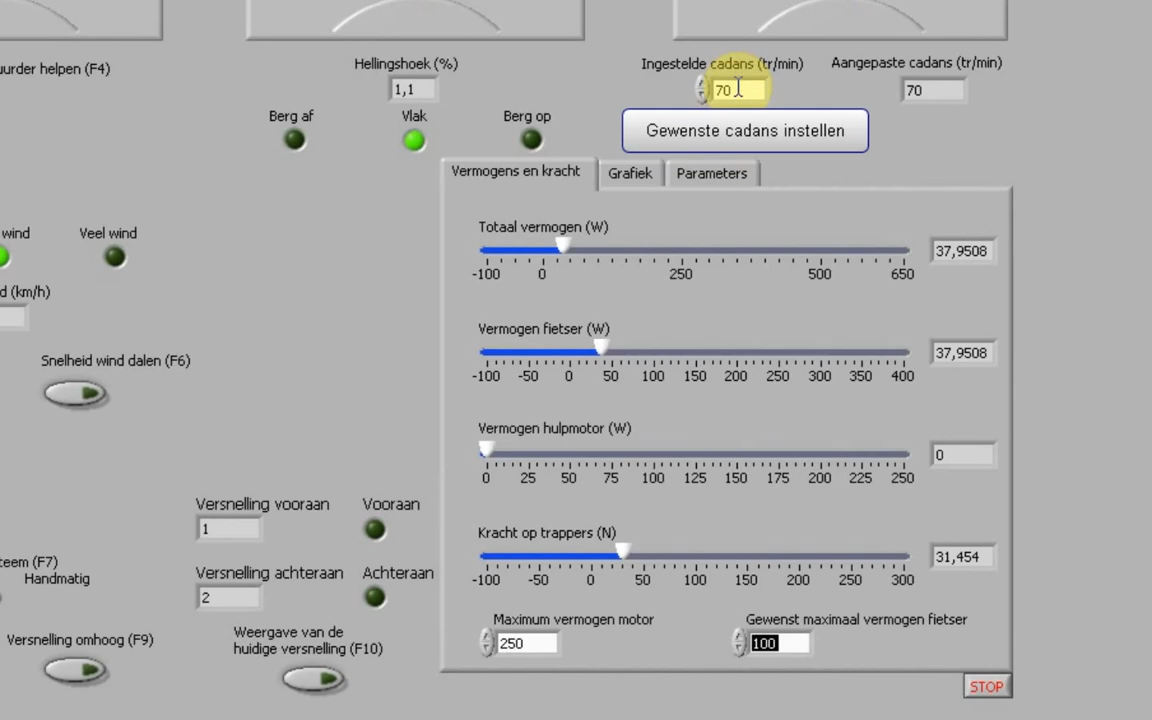 uurder helpen (F4)
Hellingshoek (%)
1,1
Ingestelde cadans (tr/min)
70
Aangepaste cadans (tr/min)
70
Berg af
Vlak
Berg op
Gewenste cadans instellen
Vermogens en kracht
Grafiek
Parameters
wind
Veel wind
d (km/h)
Snelheid wind dalen (F6)
Totaal vermogen (W)
37,9508
-100 0 250 500 650
Vermogen fietser (W)
37,9508
-100 -50 0 50 100 150 200 250 300 350 400
Vermogen hulpmotor (W)
0
0 25 50 75 100 125 150 175 200 225 250
Kracht op trappers (N)
31,454
-100 -50 0 50 100 150 200 250 300
Versnelling vooraan
1
Vooraan
Versnelling achteraan
2
Achteraan
teem (F7)
Handmatig
Versnelling omhoog (F9)
Weergave van de
huidige versnelling (F10)
Maximum vermogen motor
250
Gewenst maximaal vermogen fietser
100
STOP